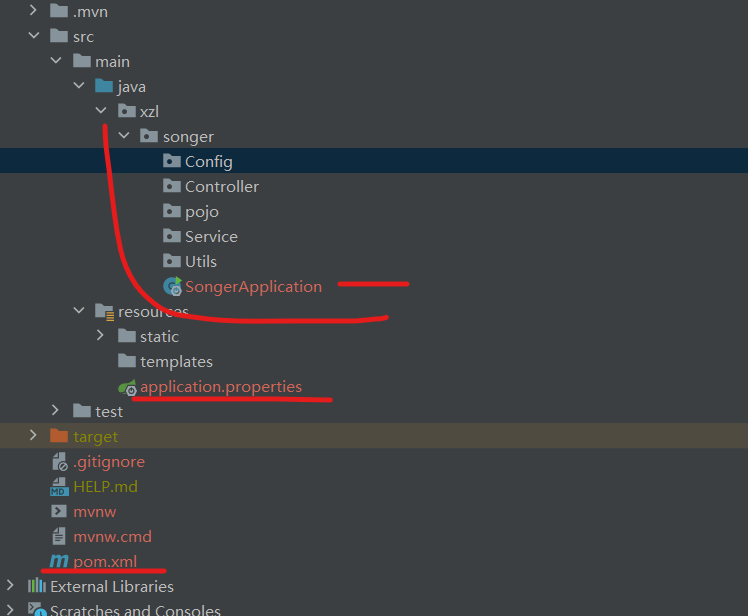 .mvn
src
main
java
xzl
songer
Config
Controller
pojo
Service
Utils
SongerApplication
resources
static
templates
application.properties
test
target
.gitignore
MD HELP.md
mvnw
mvnw.cmd
m pom.xml
External Libraries
Scratches and Consoles